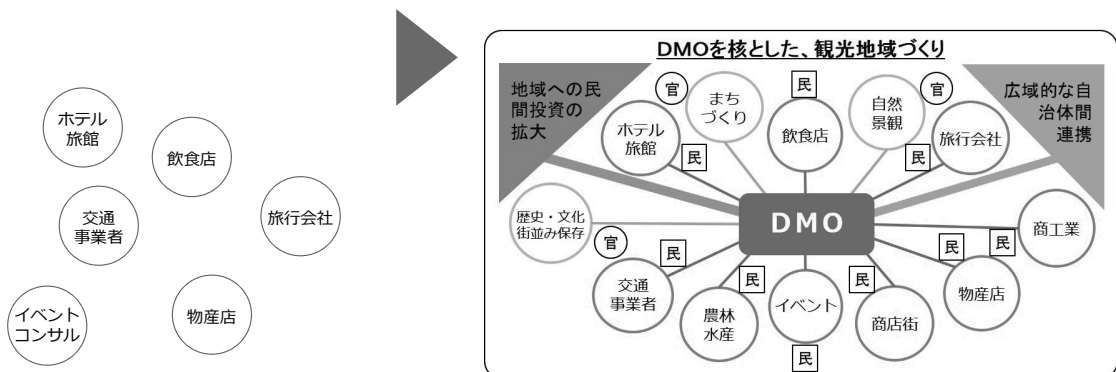 ホテル
旅館
飲食店
交通
事業者
旅行会社
イベント
コンサル
物産店
DMOを核とした、観光地域づくり
地域への民
間投資の
拡大
官
まち
づくり
民
自然
景観
官
広域的な自
治体間
連携
ホテル
旅館
民
飲食店
民
旅行会社
歴史・文化
街並み保存
官
DMO
商工業
民
民
民
交通
事業者
民
農林
水産
イベント
民
商店街
物産店
民